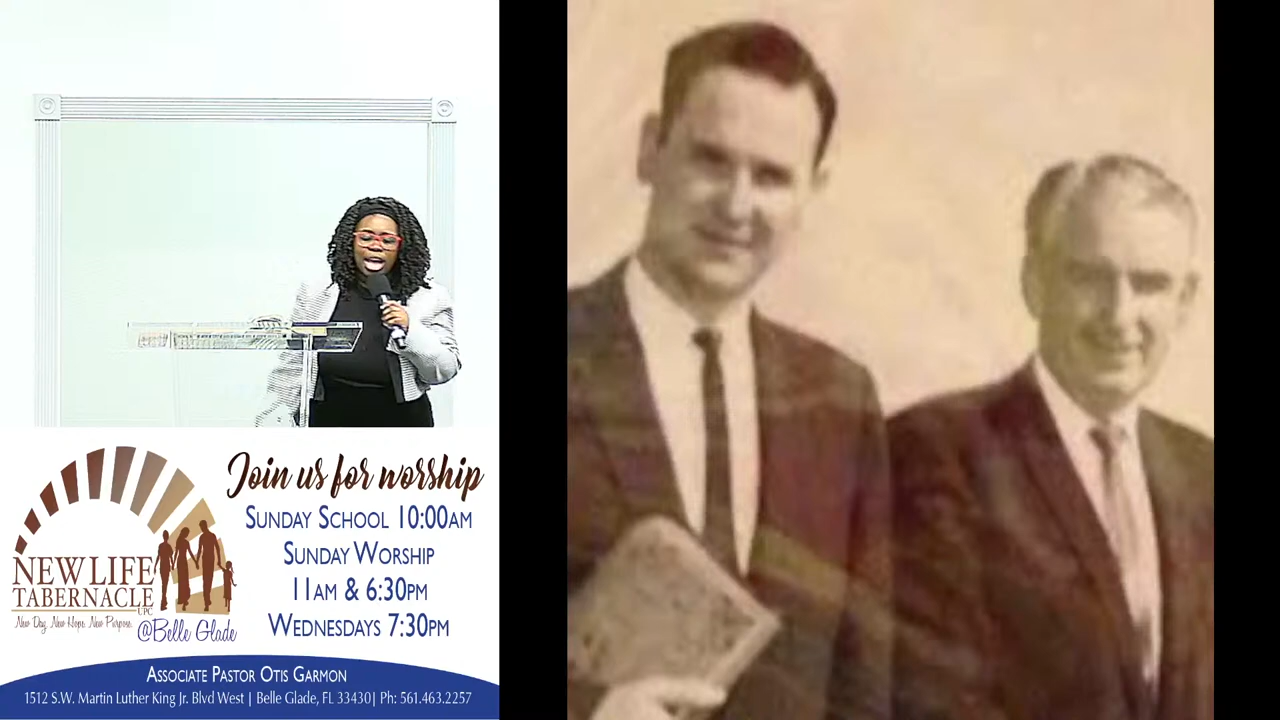 Join us for worship
Sunday School 10:00am
Sunday Worship
11am & 6:30pm
Wednesdays 7:30pm
NEW LIFE
TABERNACLE
UPC
New Day. New Hope. New Purpose.
@Belle Glade
Associate Pastor Otis Garmon
1512 S.W. Martin Luther King Jr. Blvd West | Belle Glade, FL 33430| Ph: 561.463.2257